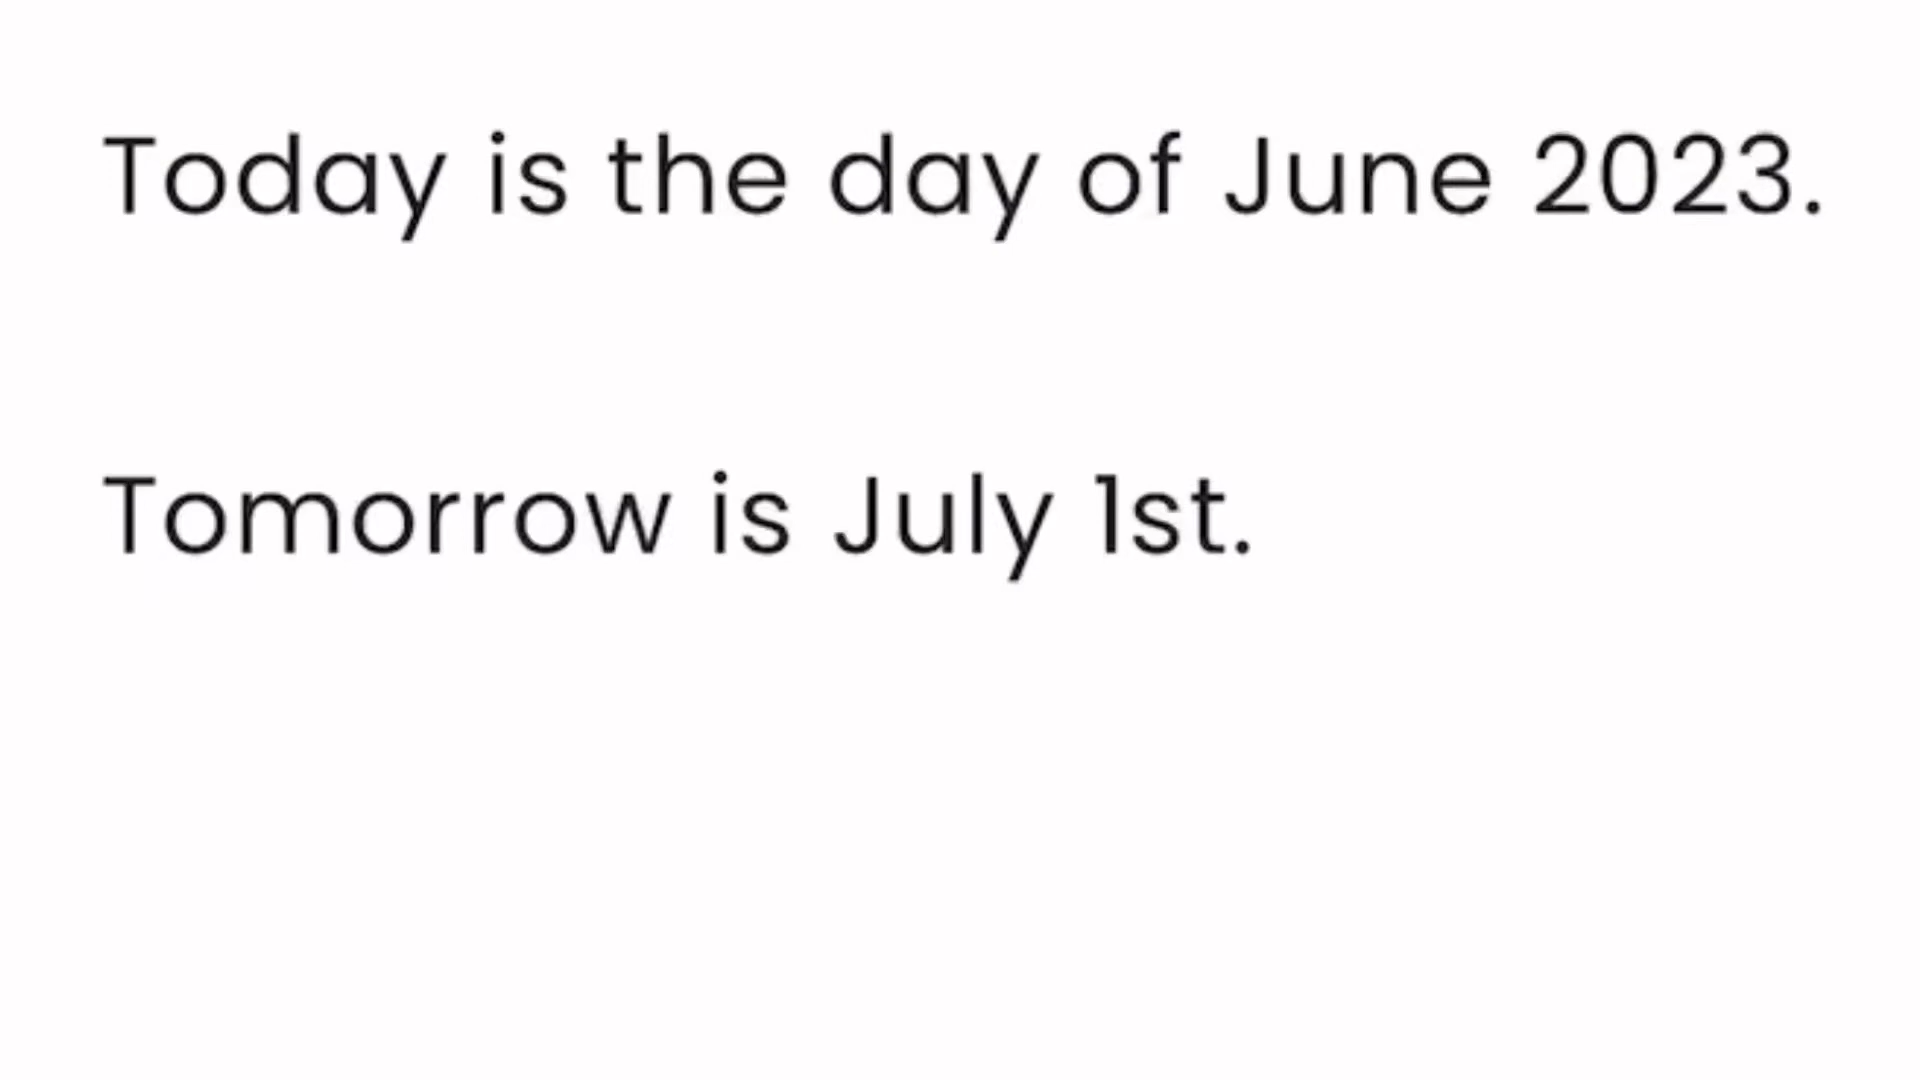 Today is the day of June 2023.
Tomorrow is July 1st.